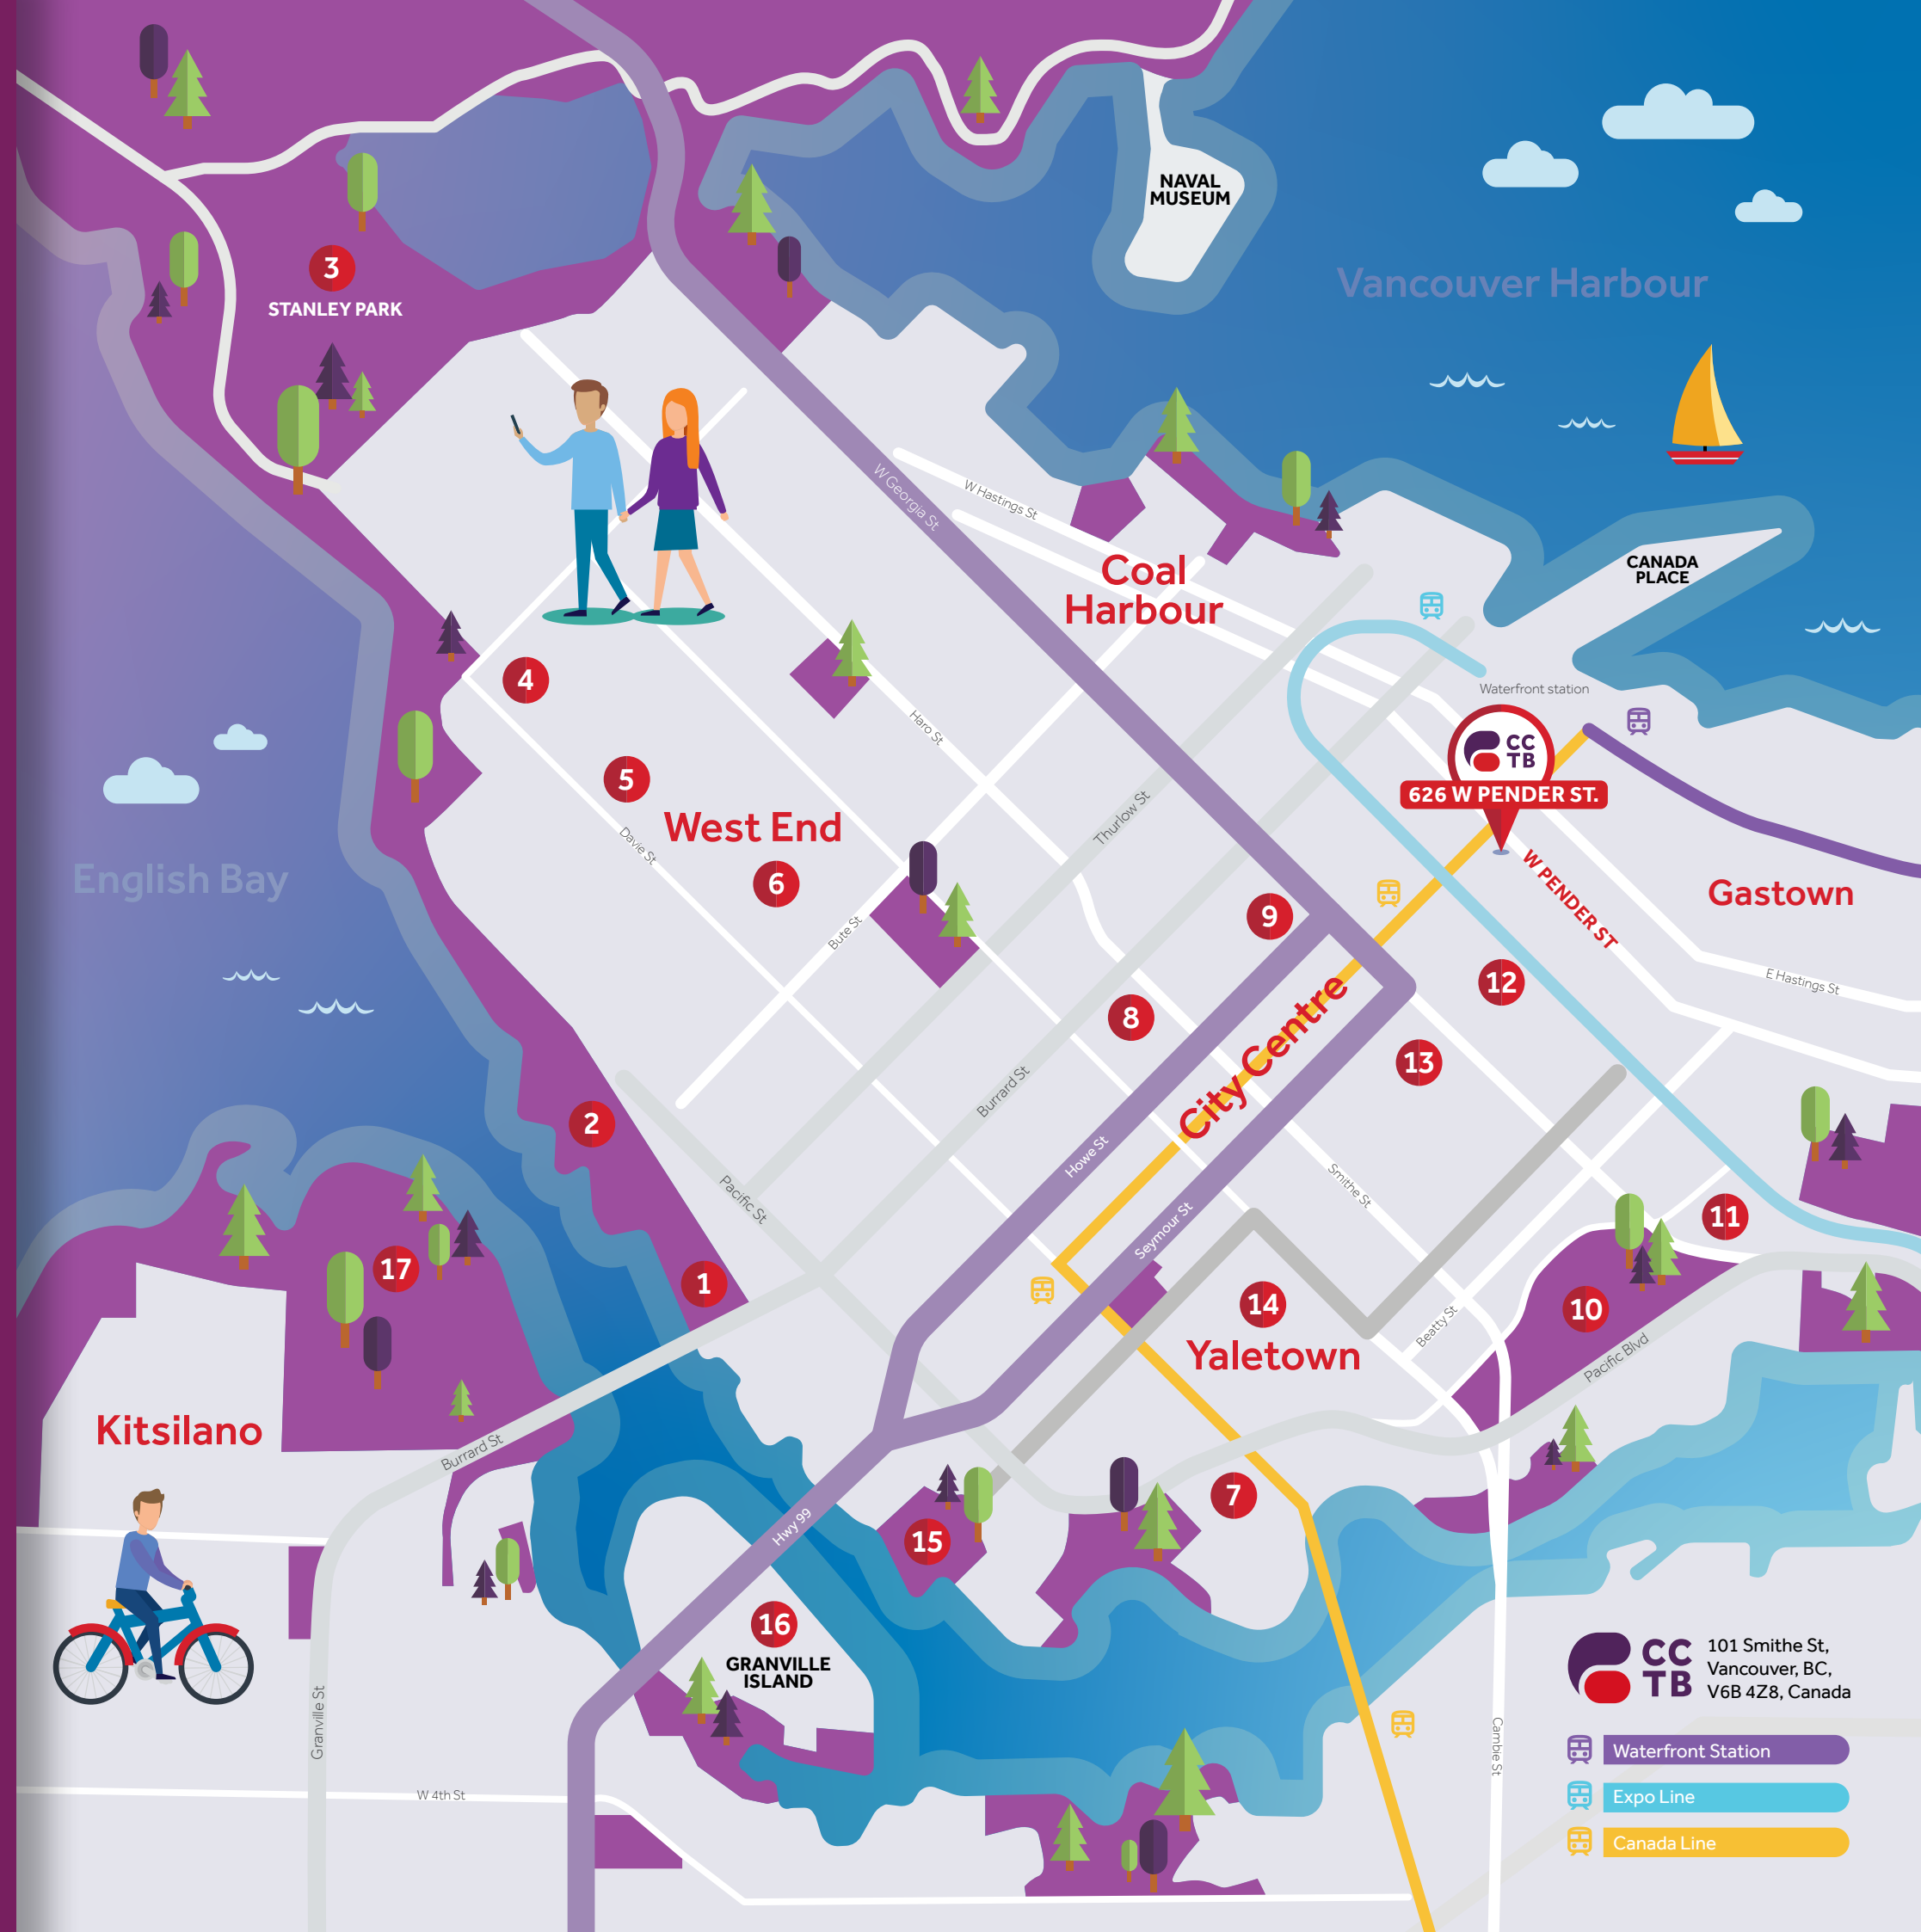 NAVAL
MUSEUM
Vancouver Harbour
3
STANLEY PARK
W Georgia St
W Hastings St
Coal
Harbour
CANADA
PLACE
Waterfront station
CC
TB
626 W PENDER ST.
W PENDER ST
Gastown
E Hastings St
4
5
West End
6
Haro St
Davie St
Bute St
Thurlow St
Burrard St
English Bay
9
8
City Centre
12
13
2
1
17
Pacific St
Howe St
Seymour St
Smithe St
11
10
14
Yaletown
Beatty St
Pacific Blvd
Kitsilano
Burrard St
Hwy 99
15
7
16
GRANVILLE
ISLAND
Granville St
W 4th St
Cambie St
CC
TB
101 Smithe St,
Vancouver, BC,
V6B 4Z8, Canada
Waterfront Station
Expo Line
Canada Line